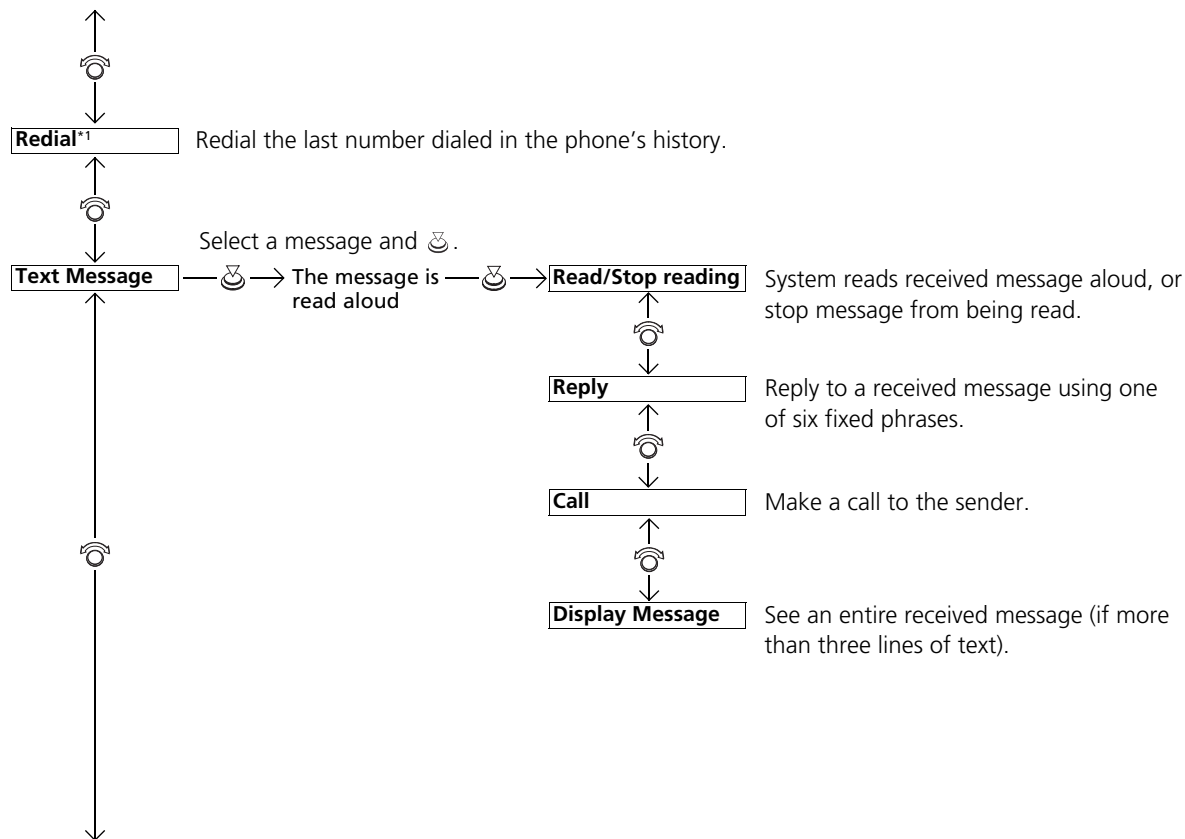 Redial*1
Redial the last number dialed in the phone's history.
Select a message and .
Text Message
The message is
read aloud
Read/Stop reading
System reads received message aloud, or
stop message from being read.
Reply
Reply to a received message using one
of six fixed phrases.
Call
Make a call to the sender.
Display Message
See an entire received message (if more
than three lines of text).